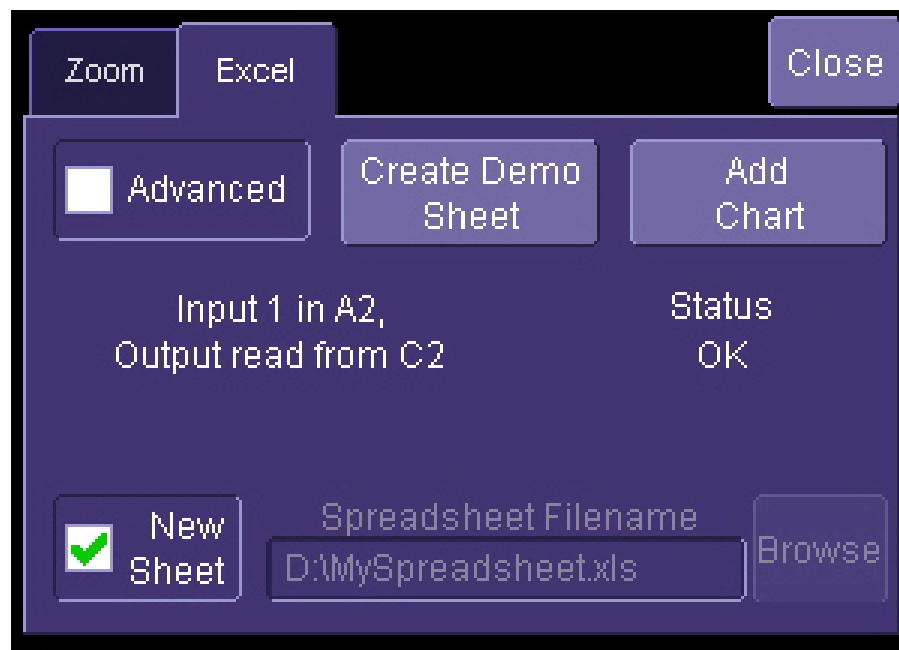 Zoom
Excel
Close
Advanced
Create Demo
Sheet
Add
Chart
Input 1 in A2,
Output read from C2
Status
OK
New
Sheet
Spreadsheet Filename
D:\MySpreadsheet.xls
Browse